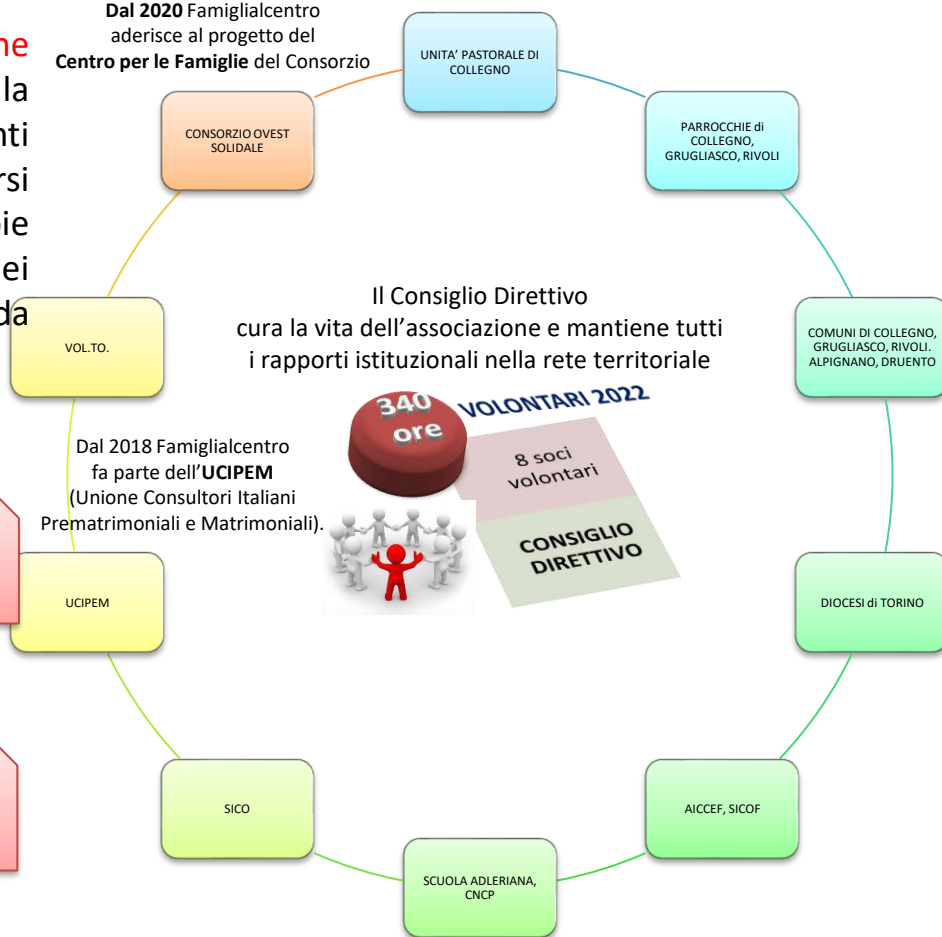 Dal 2020 Famiglialcentro
aderisce al progetto del
Centro per le Famiglie del Consorzio
la
ei
da
UNITA’ PASTORALE DI
COLLEGNO
PARROCCHIE di
COLLEGNO,
GRUGLIASCO, RIVOLI
COMUNI DI COLLEGNO,
GRUGLIASCO, RIVOLI.
ALPIGNANO, DRUENTO
DIOCESI di TORINO
AICCEF, SICOF
SCUOLA ADLERIANA,
CNCP
SICO
UCIPEM
VOL.TO.
CONSORZIO OVEST
SOLIDALE
Il Consiglio Direttivo
cura la vita dell’associazione e mantiene tutti
i rapporti istituzionali nella rete territoriale
340
ore
VOLONTARI 2022
8 soci
volontari
CONSIGLIO
DIRETTIVO
Dal 2018 Famiglialcentro
fa parte dell’UCIPEM
(Unione Consultori Italiani
Prematrimoniali e Matrimoniali).